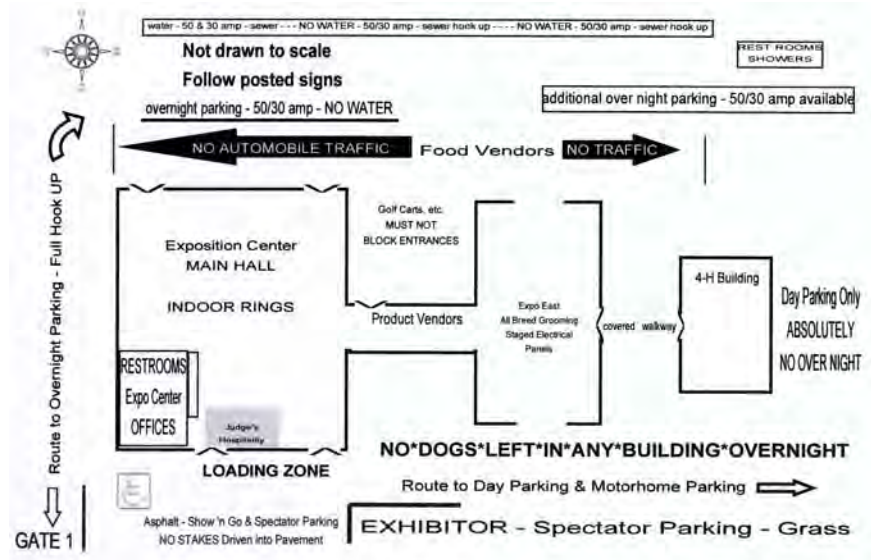 water - 50 & 30 amp - sewer - - - - NO WATER - 50/30 amp - sewer hook up - - - - NO WATER - 50/30 amp - sewer hook up
Not drawn to scale
Follow posted signs
REST ROOMS
SHOWERS
overnight parking - 50/30 amp - NO WATER
additional over night parking - 50/30 amp available
NO AUTOMOBILE TRAFFIC
Food Vendors
NO TRAFFIC
Route to Overnight Parking - Full Hook UP
Golf Carts, etc.
MUST NOT
BLOCK ENTRANCES
Exposition Center
MAIN HALL
INDOOR RINGS
Product Vendors
Expo East
All Breed Grooming
Staged Electrical
Panels
covered walkway
4-H Building
Day Parking Only
ABSOLUTELY
NO OVER NIGHT
RESTROOMS
Expo Center
OFFICES
Judge's
Hospitality
LOADING ZONE
NO*DOGS*LEFT*IN*ANY*BUILDING*OVERNIGHT
Route to Day Parking & Motorhome Parking
GATE 1
Asphalt - Show 'n Go & Spectator Parking
NO STAKES Driven into Pavement
EXHIBITOR - Spectator Parking - Grass